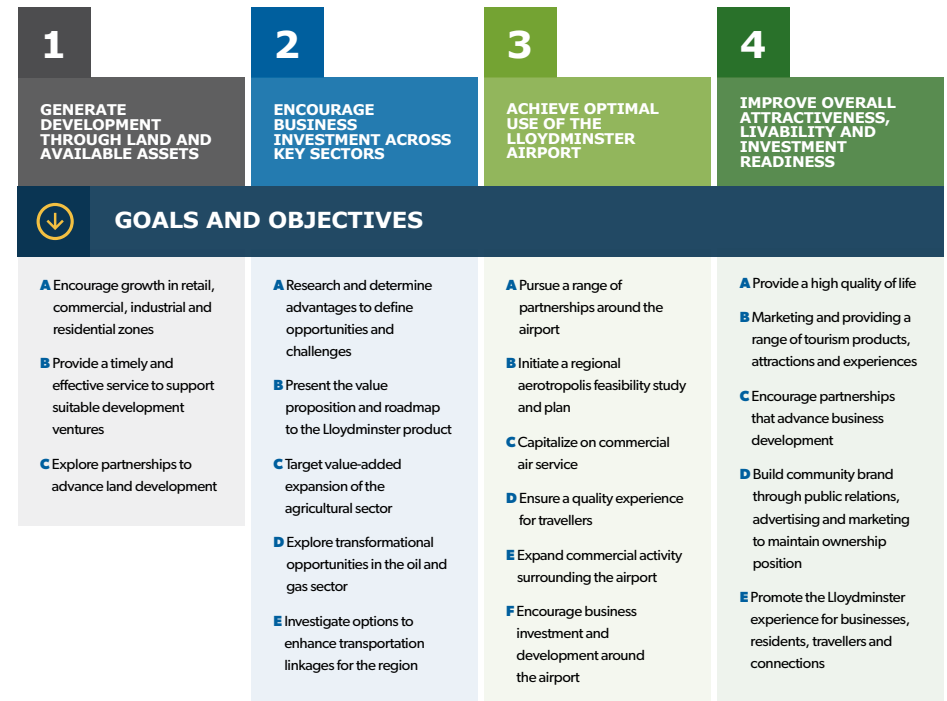 1
GENERATE
DEVELOPMENT
THROUGH LAND AND
AVAILABLE ASSETS
2
ENCOURAGE
BUSINESS
INVESTMENT ACROSS
KEY SECTORS
3
ACHIEVE OPTIMAL
USE OF THE
LLOYDMINSTER
AIRPORT
4
IMPROVE OVERALL
ATTRACTIVENESS,
LIVABILITY AND
INVESTMENT
READINESS
GOALS AND OBJECTIVES
A Encourage growth in retail,
commercial, industrial and
residential zones
B Provide a timely and
effective service to support
suitable development
ventures
C Explore partnerships to
advance land development
A Research and determine
advantages to define
opportunities and
challenges
B Present the value
proposition and roadmap
to the Lloydminster product
C Target value-added
expansion of the
agricultural sector
D Explore transformational
opportunities in the oil and
gas sector
E Investigate options to
enhance transportation
linkages for the region
A Pursue a range of
partnerships around the
airport
B Initiate a regional
aerotropolis feasibility study
and plan
C Capitalize on commercial
air service
D Ensure a quality experience
for travellers
E Expand commercial activity
surrounding the airport
F Encourage business
investment and
development around
the airport
A Provide a high quality of life
B Marketing and providing a
range of tourism products,
attractions and experiences
C Encourage partnerships
that advance business
development
D Build community brand
through public relations,
advertising and marketing
to maintain ownership
position
E Promote the Lloydminster
experience for businesses,
residents, travellers and
connections